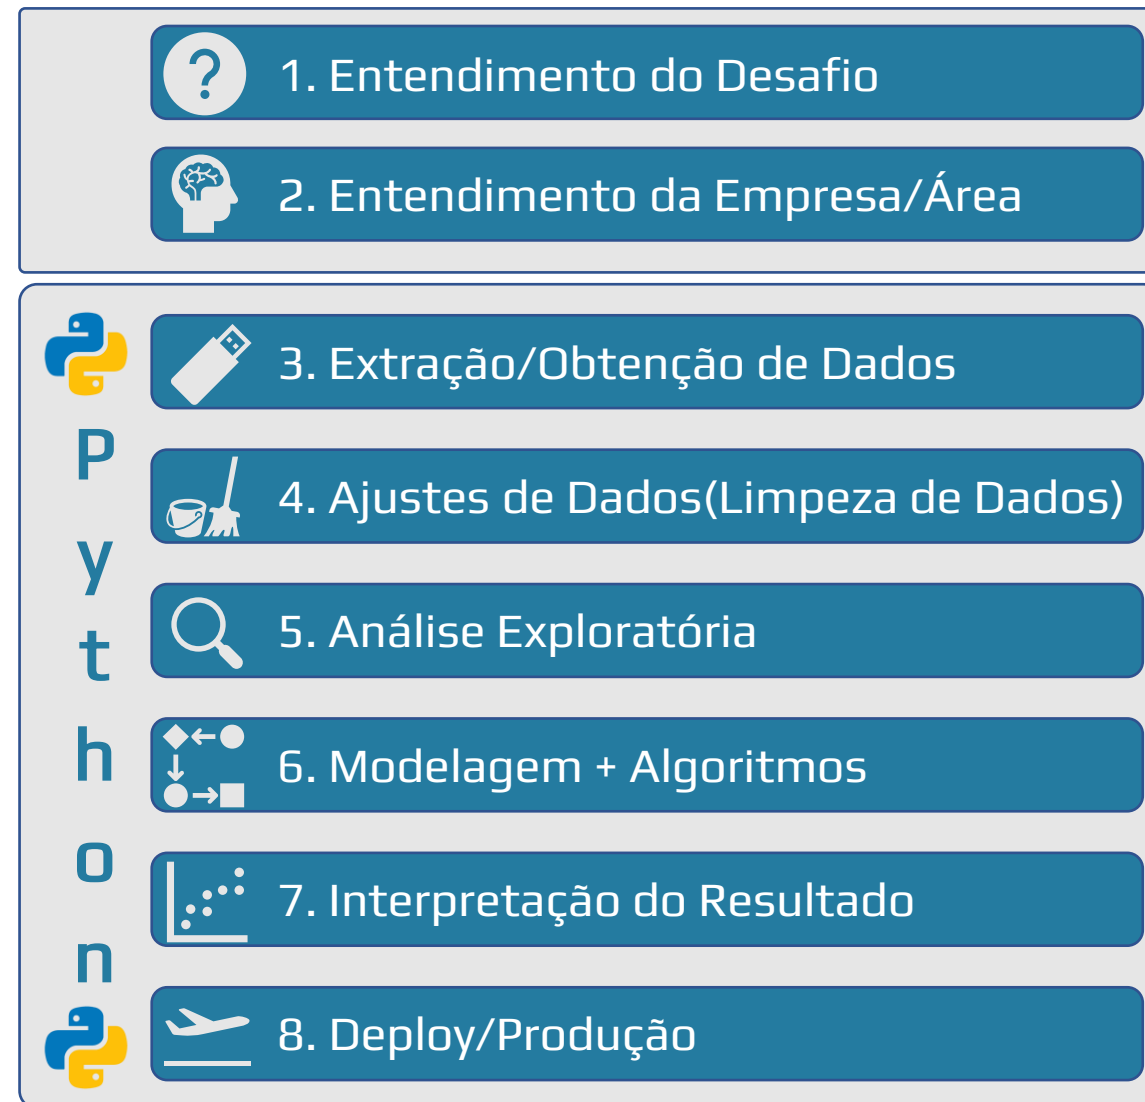 ?
1. Entendimento do Desafio
2. Entendimento da Empresa/Área
3. Extração/Obtenção de Dados
4. Ajustes de Dados(Limpeza de Dados)
5. Análise Exploratória
6. Modelagem + Algoritmos
7. Interpretação do Resultado
8. Deploy/Produção
P
y
t
h
o
n